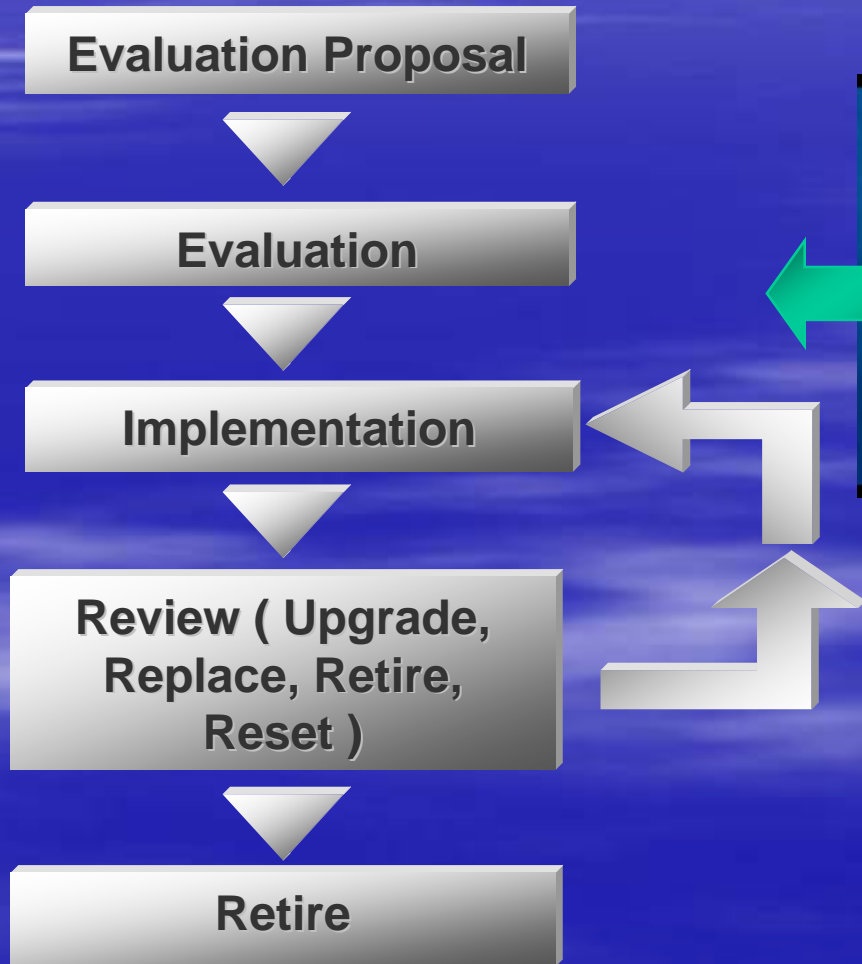 Evaluation Proposal
Evaluation
Implementation
Review ( Upgrade,
Replace, Retire,
Reset )
Retire